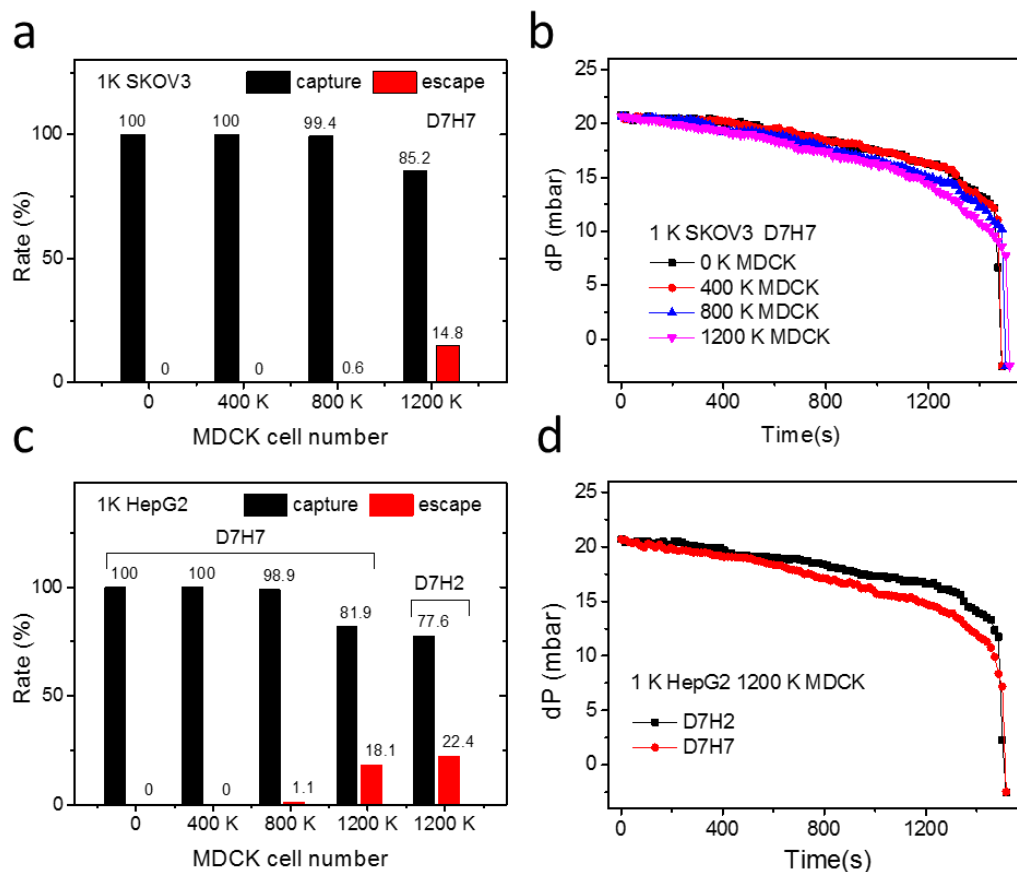 a
1K SKOV3
capture
escape
D7H7
100
100
99.4
85.2
14.8
0
0
0.6
100
50
0
Rate (%)
0
400 K
800 K
1200 K
MDCK cell number
b
25
20
15
10
5
0
dP (mbar)
1 K SKOV3 D7H7
0 K MDCK
400 K MDCK
800 K MDCK
1200 K MDCK
0
400
800
1200
Time(s)
c
1K HepG2
capture
escape
D7H7
D7H2
100
100
98.9
81.9
77.6
18.1
22.4
0
0
1.1
100
50
0
Rate (%)
0
400 K
800 K
1200 K
1200 K
MDCK cell number
d
25
20
15
10
5
0
dP (mbar)
1 K HepG2 1200 K MDCK
D7H2
D7H7
0
400
800
1200
Time(s)